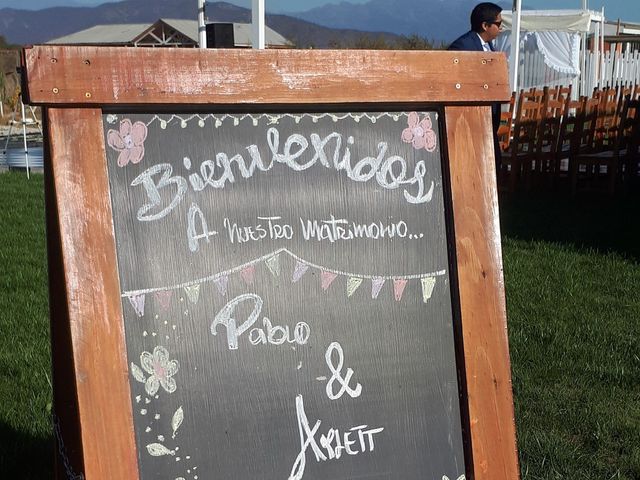 Bienvenidos
A Nuestro Matrimonio...
Pablo
&
Arlett